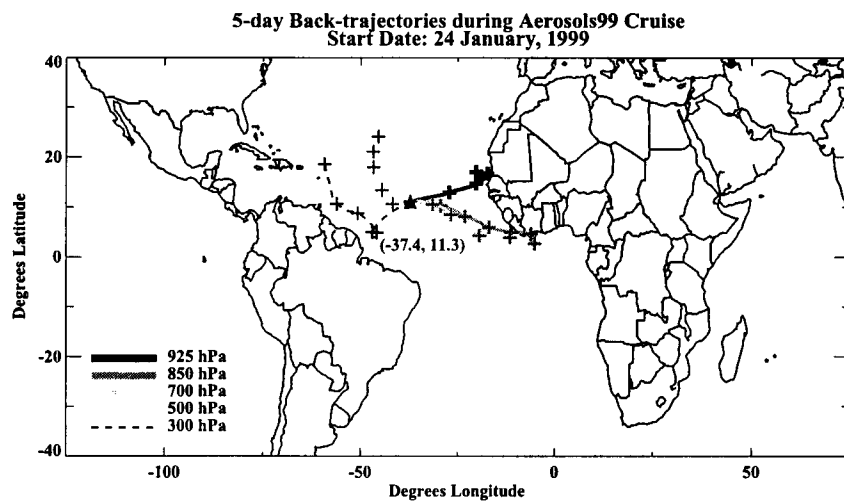 5-day Back-trajectories during Aerosols99 Cruise
Start Date: 24 January, 1999
Degrees Latitude
40
20
0
-20
-40
(-37.4, 11.3)
925 hPa
850 hPa
700 hPa
500 hPa
300 hPa
-100
-50
0
50
Degrees Longitude